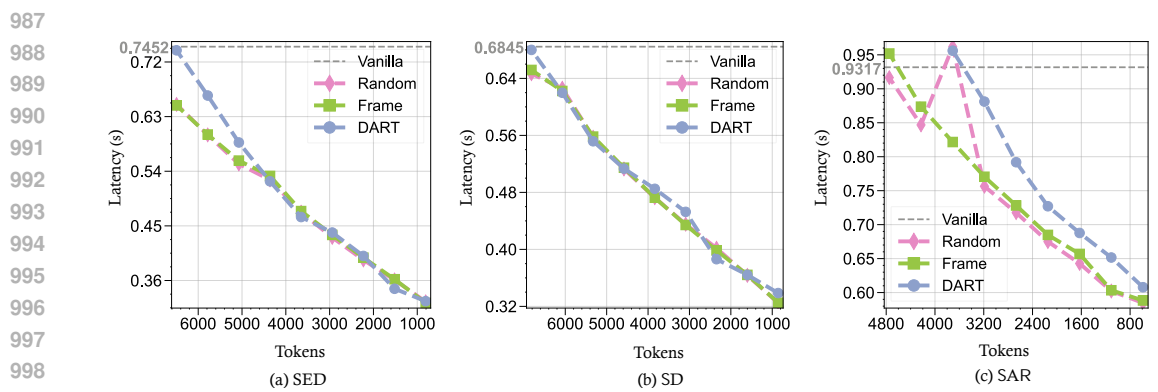 987
988
989
990
991
992
993
994
995
996
997
998
0.7452
0.72
0.63
0.54
0.45
0.36
Latency (s)
Vanilla
Random
Frame
DART
6000 5000 4000 3000 2000 1000
Tokens
(a) SED
0.6845
0.64
0.56
0.48
0.40
0.32
Latency (s)
Vanilla
Random
Frame
DART
6000 5000 4000 3000 2000 1000
Tokens
(b) SD
0.95
0.9317
0.90
0.85
0.80
0.75
0.70
0.65
0.60
Latency (s)
Vanilla
Random
Frame
DART
4800 4000 3200 2400 1600 800
Tokens
(c) SAR